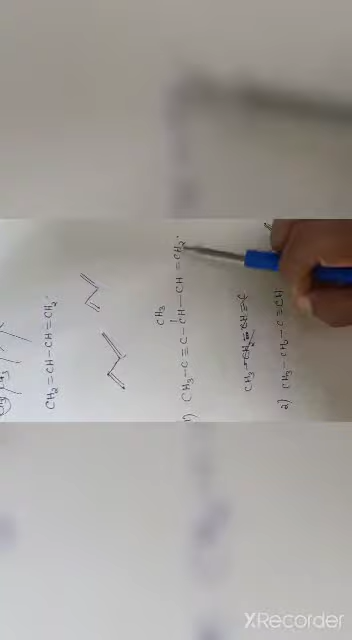 CH₂=CH-CH=CH₂.
CH₃
1) CH₃-C≡C-CH-CH=CH₂.
2) CH₃-CH₂-C≡CH
XRecorder